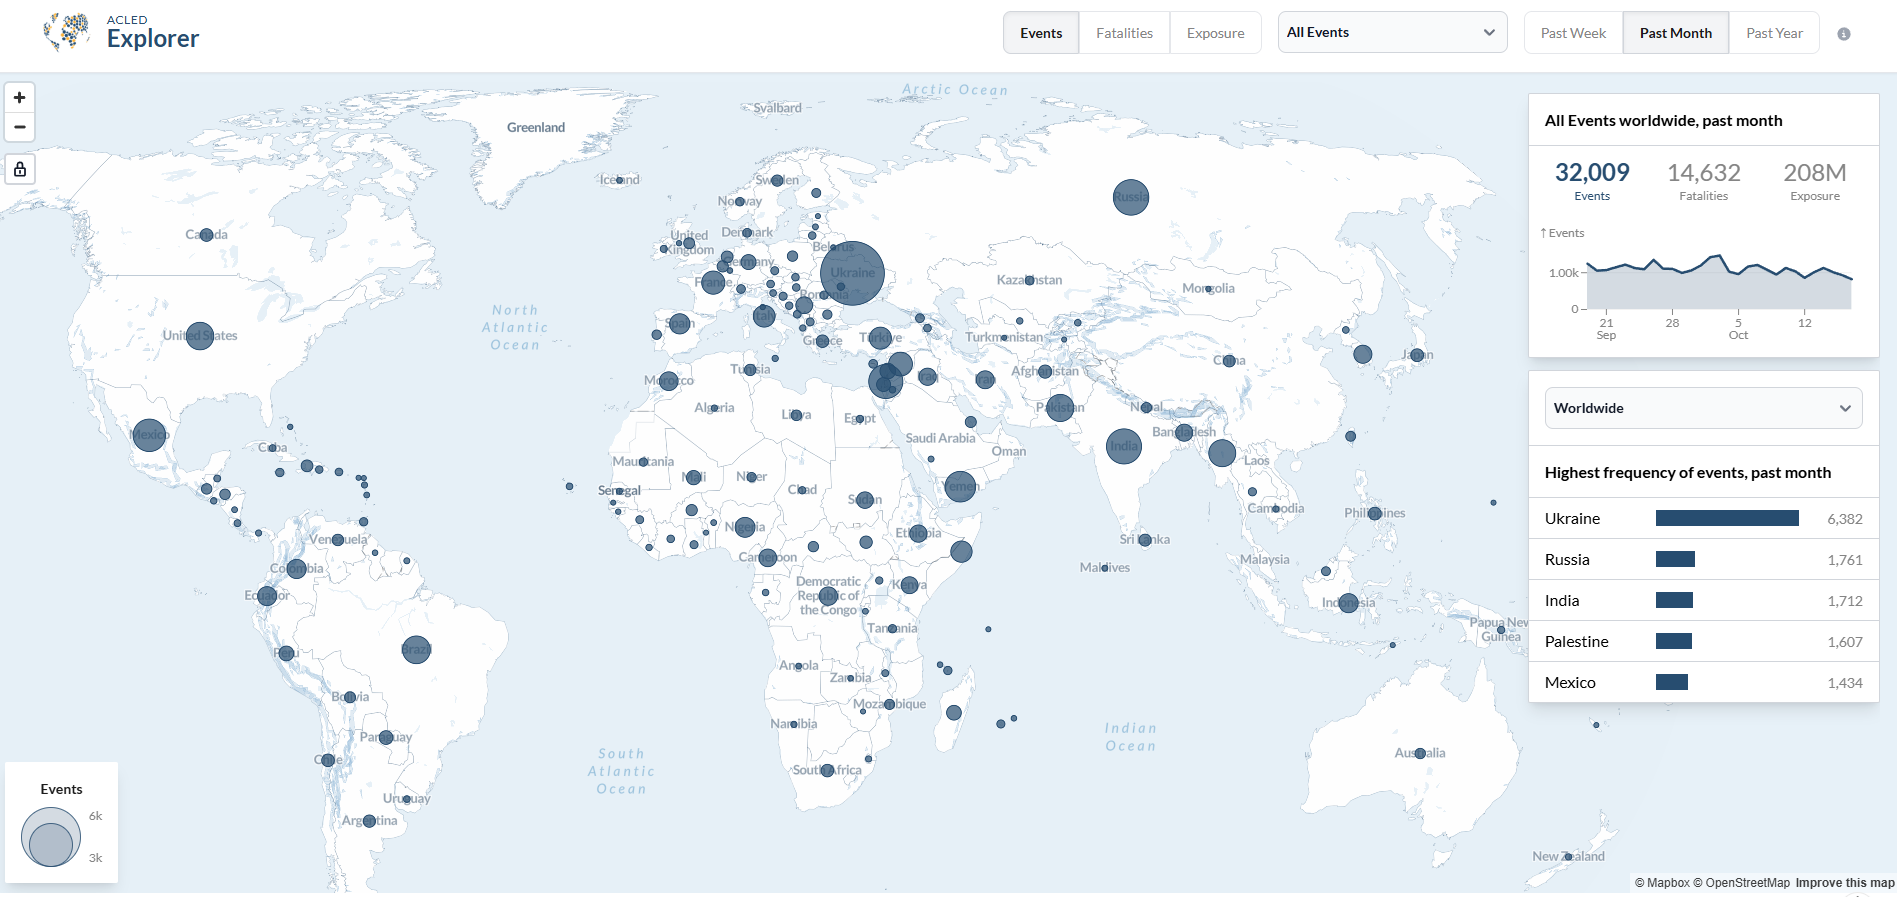 ACLED
Explorer
Events
Fatalities
Exposure
All Events
Past Week
Past Month
Past Year
+
−
All Events worldwide, past month
32,009
14,632
208M
Events
Fatalities
Exposure
↑ Events
1.00k
0
21
28
5
12
Sep
Oct
Worldwide
Highest frequency of events, past month
Ukraine
6,382
Russia
1,761
India
1,712
Palestine
1,607
Mexico
1,434
Arctic Ocean
Svalbard
Greenland
Iceland
Sweden
Norway
Russia
Canada
United
Kingdom
Denmark
Belarus
Germany
Ukraine
France
Romania
Kazakhstan
Mongolia
North
Atlantic
Ocean
United States
Spain
Italy
Greece
Türkiye
Turkmenistan
Japan
China
Tunisia
Morocco
Iraq
Iran
Afghanistan
Algeria
Libya
Egypt
Pakistan
Nepal
Mexico
Cuba
Saudi Arabia
Oman
India
Bangladesh
Laos
Mauritania
Mali
Niger
Chad
Sudan
Yemen
Senegal
Cambodia
Philippines
Nigeria
Ethiopia
Venezuela
Sri Lanka
Cameroon
Colombia
Maldives
Malaysia
Democratic
Republic of
the Congo
Kenya
Ecuador
Indonesia
Tanzania
Papua New
Guinea
Peru
Brazil
Angola
Zambia
Bolivia
Mozambique
Namibia
Paraguay
Indian
Ocean
South
Atlantic
Ocean
Chile
South Africa
Australia
Uruguay
Argentina
New Zealand
Events
6k
3k
© Mapbox © OpenStreetMap Improve this map